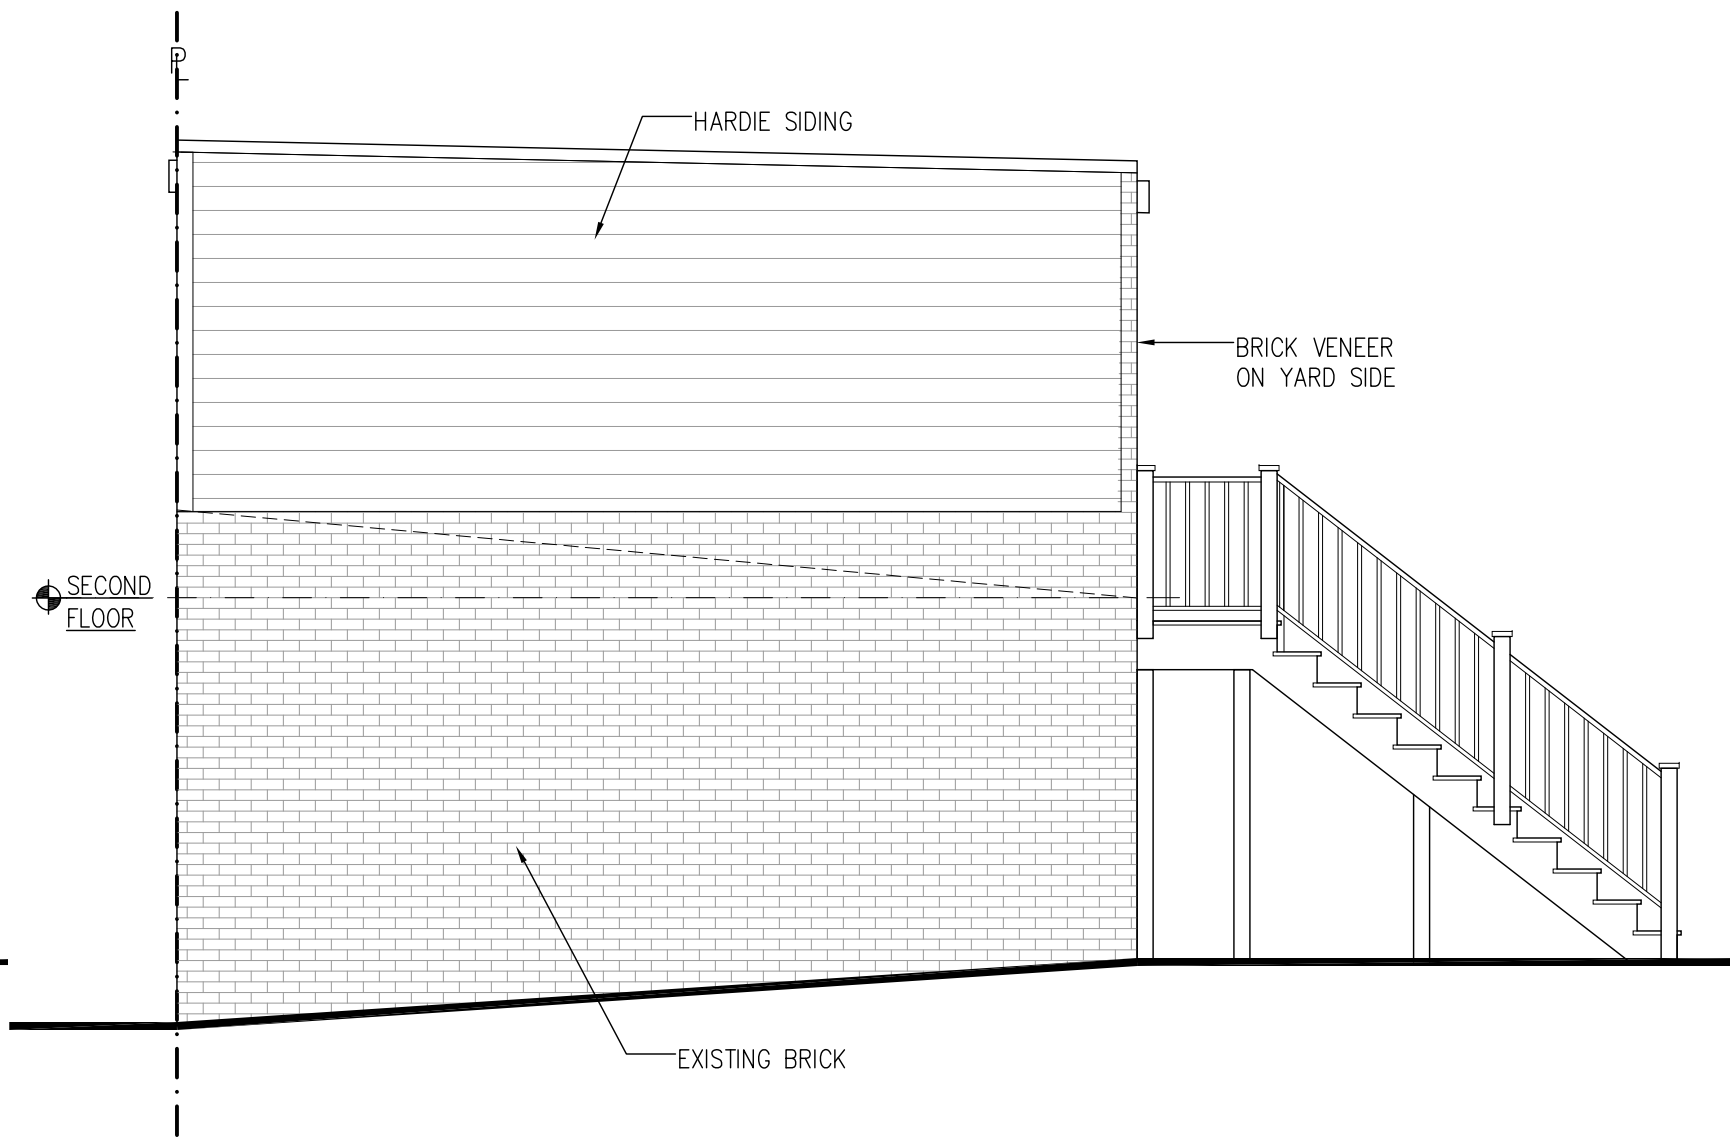 PL
HARDIE SIDING
BRICK VENEER
ON YARD SIDE
SECOND
FLOOR
EXISTING BRICK